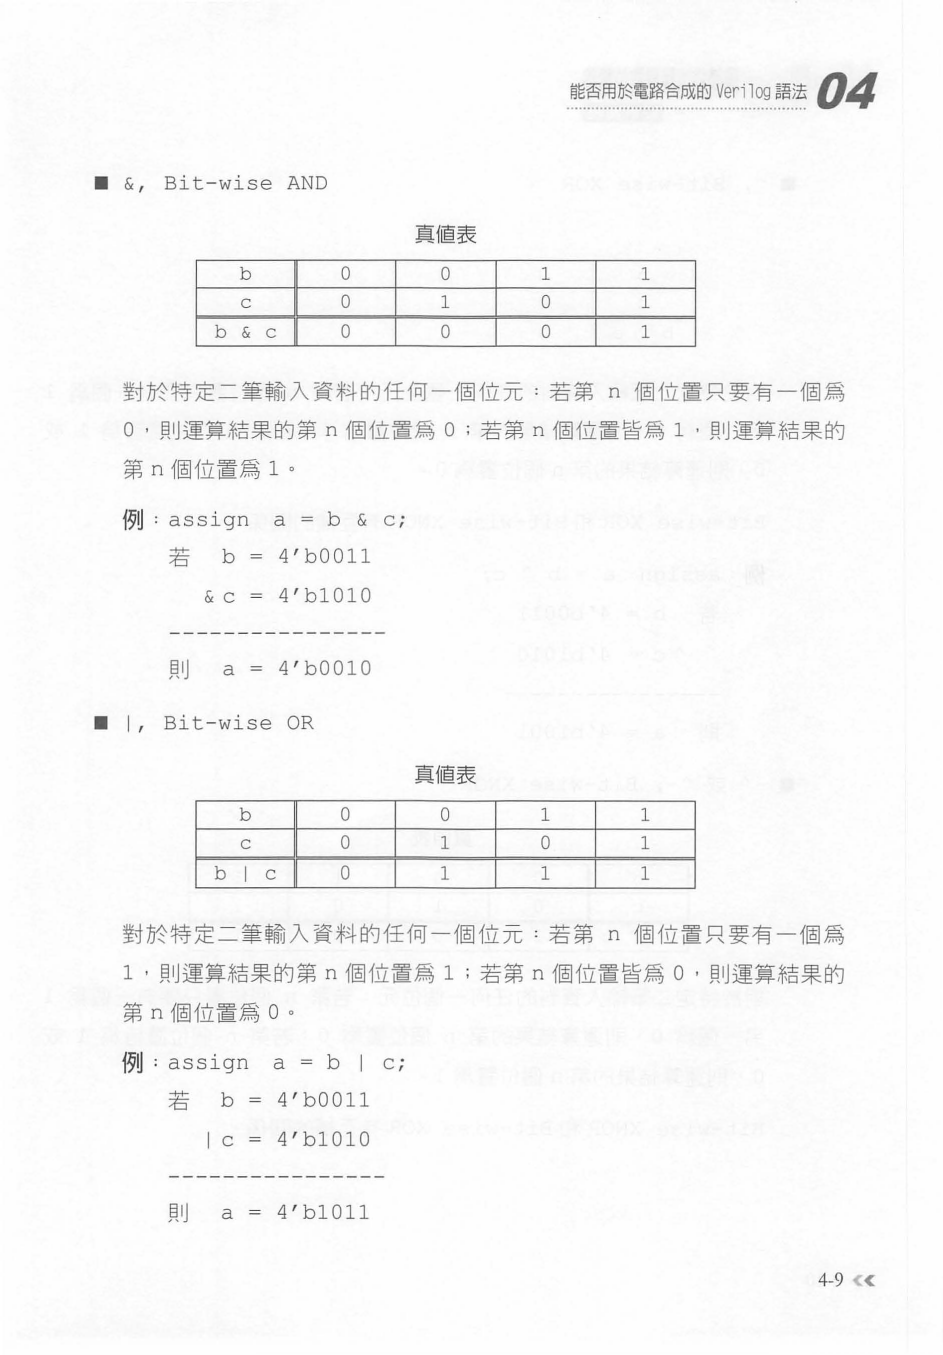 能否用於電路合成的 Verilog 語法 04
■ &, Bit-wise AND
真值表
b 0 0 1 1
c 0 1 0 1
b & c 0 0 0 1
對於特定二筆輸入資料的任何一個位元：若第 n 個位置只要有一個為
0，則運算結果的第 n 個位置為 0；若第 n 個位置皆為 1，則運算結果的
第 n 個位置為 1。
例：assign a = b & c;
若 b = 4'b0011
& c = 4'b1010
----------------
則 a = 4'b0010
■ |, Bit-wise OR
真值表
b 0 0 1 1
c 0 1 0 1
b | c 0 1 1 1
對於特定二筆輸入資料的任何一個位元：若第 n 個位置只要有一個為
1，則運算結果的第 n 個位置為 1；若第 n 個位置皆為 0，則運算結果的
第 n 個位置為 0。
例：assign a = b | c;
若 b = 4'b0011
| c = 4'b1010
----------------
則 a = 4'b1011
4-9 <<